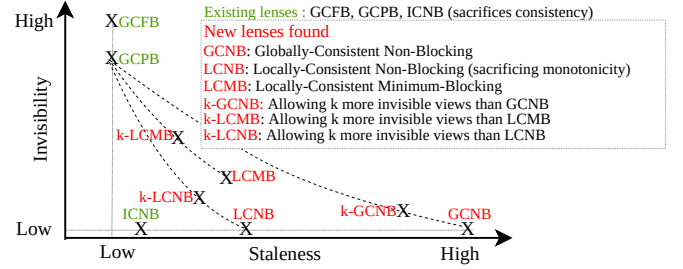 Existing lenses : GCFB, GCPB, ICNB (sacrifices consistency)
New lenses found
GCNB: Globally-Consistent Non-Blocking
LCNB: Locally-Consistent Non-Blocking (sacrificing monotonicity)
LCMB: Locally-Consistent Minimum-Blocking
k-GCNB: Allowing k more invisible views than GCNB
k-LCMB: Allowing k more invisible views than LCMB
k-LCNB: Allowing k more invisible views than LCNB
High
X GCFB
X GCPB
Invisibility
k-LCMB X
X LCMB
k-LCNB X
k-GCNB X
ICNB
X
LCNB
X
GCNB
X
Low
Low
Staleness
High